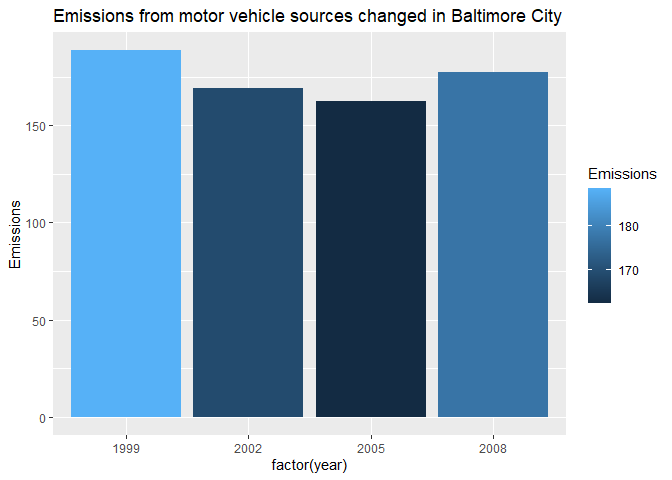 Emissions from motor vehicle sources changed in Baltimore City
150
100
50
0
Emissions
1999 2002 2005 2008
factor(year)
Emissions
180
170